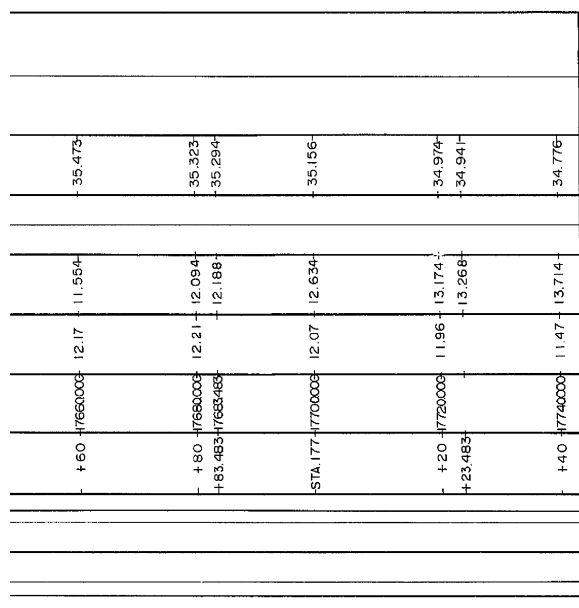 35.473 35.323 35.294 35.156 34.974 34.941 34.776
11.554 12.094 12.188 12.634 13.174 13.268 13.714
12.17 12.21 12.07 11.96 11.47
17660.000 17680.000 17683.483 17700.000 17720.000 17740.000
+60 +80 +83.483 STA.177 +20 +23.483 +40